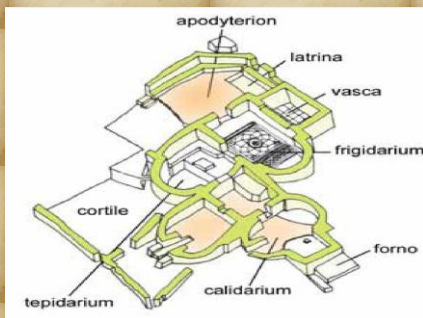 apodyterion
latrina
vasca
frigidarium
cortile
forno
calidarium
tepidarium